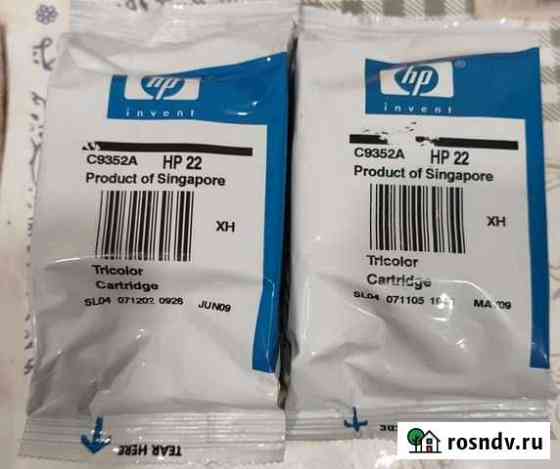 hp
invent
C9352A HP 22
Product of Singapore
XH
Tricolor
Cartridge
SL04 071202 0926 JUN09
TEAR HERE
hp
invent
C9352A HP 22
Product of Singapore
XH
Tricolor
Cartridge
SL04 071105 MAY09
rosndv.ru